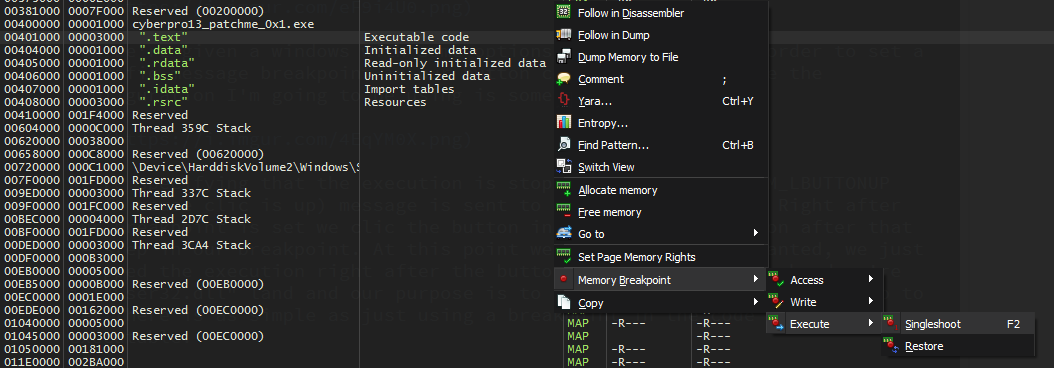 00381000 0007F000 Reserved (00200000)
00400000 00001000 cyberpro13_patchme_0x1.exe
00401000 00003000 ".text" Executable code
00404000 00001000 ".data" Initialized data
00405000 00001000 ".rdata" Read-only initialized data
00406000 00001000 ".bss" Uninitialized data
00407000 00001000 ".idata" Import tables
00408000 00003000 ".rsrc" Resources
00410000 001F4000 Reserved
00604000 0000C000 Thread 359C Stack
00620000 00038000
00658000 000C8000 Reserved (00620000)
00720000 000C1000 \Device\HarddiskVolume2\Windows\S
007F0000 001FD000 Reserved
009ED000 00003000 Thread 337C Stack
009F0000 001FC000 Reserved
00BEC000 00004000 Thread 2D7C Stack
00BF0000 001FD000 Reserved
00DED000 00003000 Thread 3CA4 Stack
00DF0000 000B3000
00EB0000 00005000
00EB5000 0000B000 Reserved (00EB0000)
00EC0000 0001E000
00EDE000 00162000 Reserved (00EC0000)
01040000 00005000
01045000 00003000 Reserved (00EC0000)
01050000 00181000
011E0000 002BA000
MAP -R--- -R---
MAP -R--- -R---
MAP -R--- -R---
MAP -R--- -R---
Follow in Disassembler
Follow in Dump
Dump Memory to File
Comment ;
Yara... Ctrl+Y
Entropy...
Find Pattern... Ctrl+B
Switch View
Allocate memory
Free memory
Go to
Set Page Memory Rights
Memory Breakpoint
Copy
Access
Write
Execute
Singleshoot F2
Restore